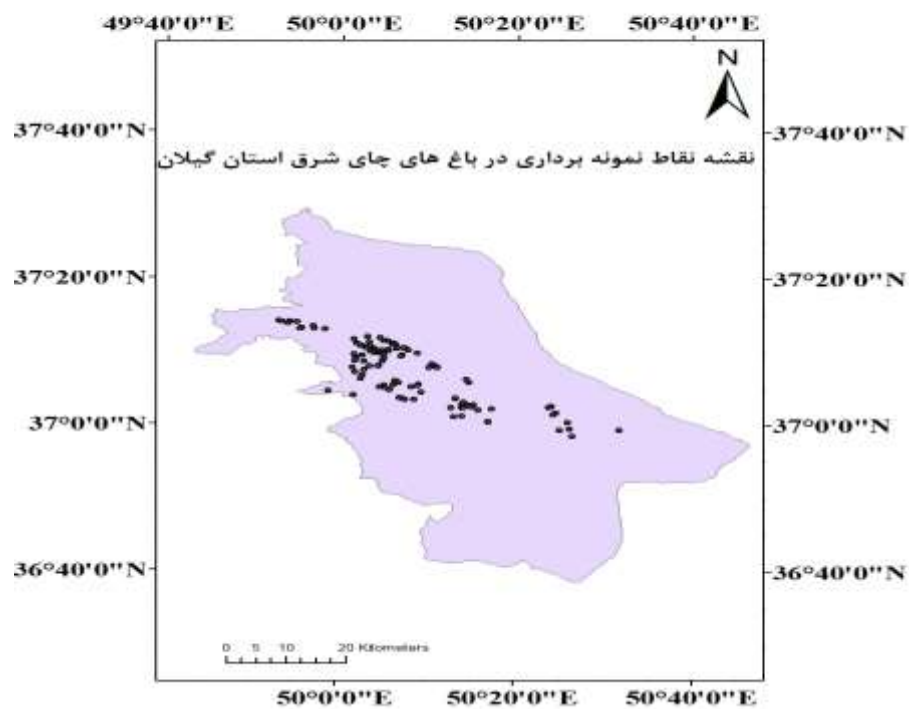 49°40'0"E 50°0'0"E 50°20'0"E 50°40'0"E
N
37°40'0"N 37°40'0"N
نقشه نقاط نمونه برداری در باغ های چای شرق استان گیلان
37°20'0"N 37°20'0"N
37°0'0"N 37°0'0"N
36°40'0"N 36°40'0"N
0 5 10 20 Kilometers
50°0'0"E 50°20'0"E 50°40'0"E